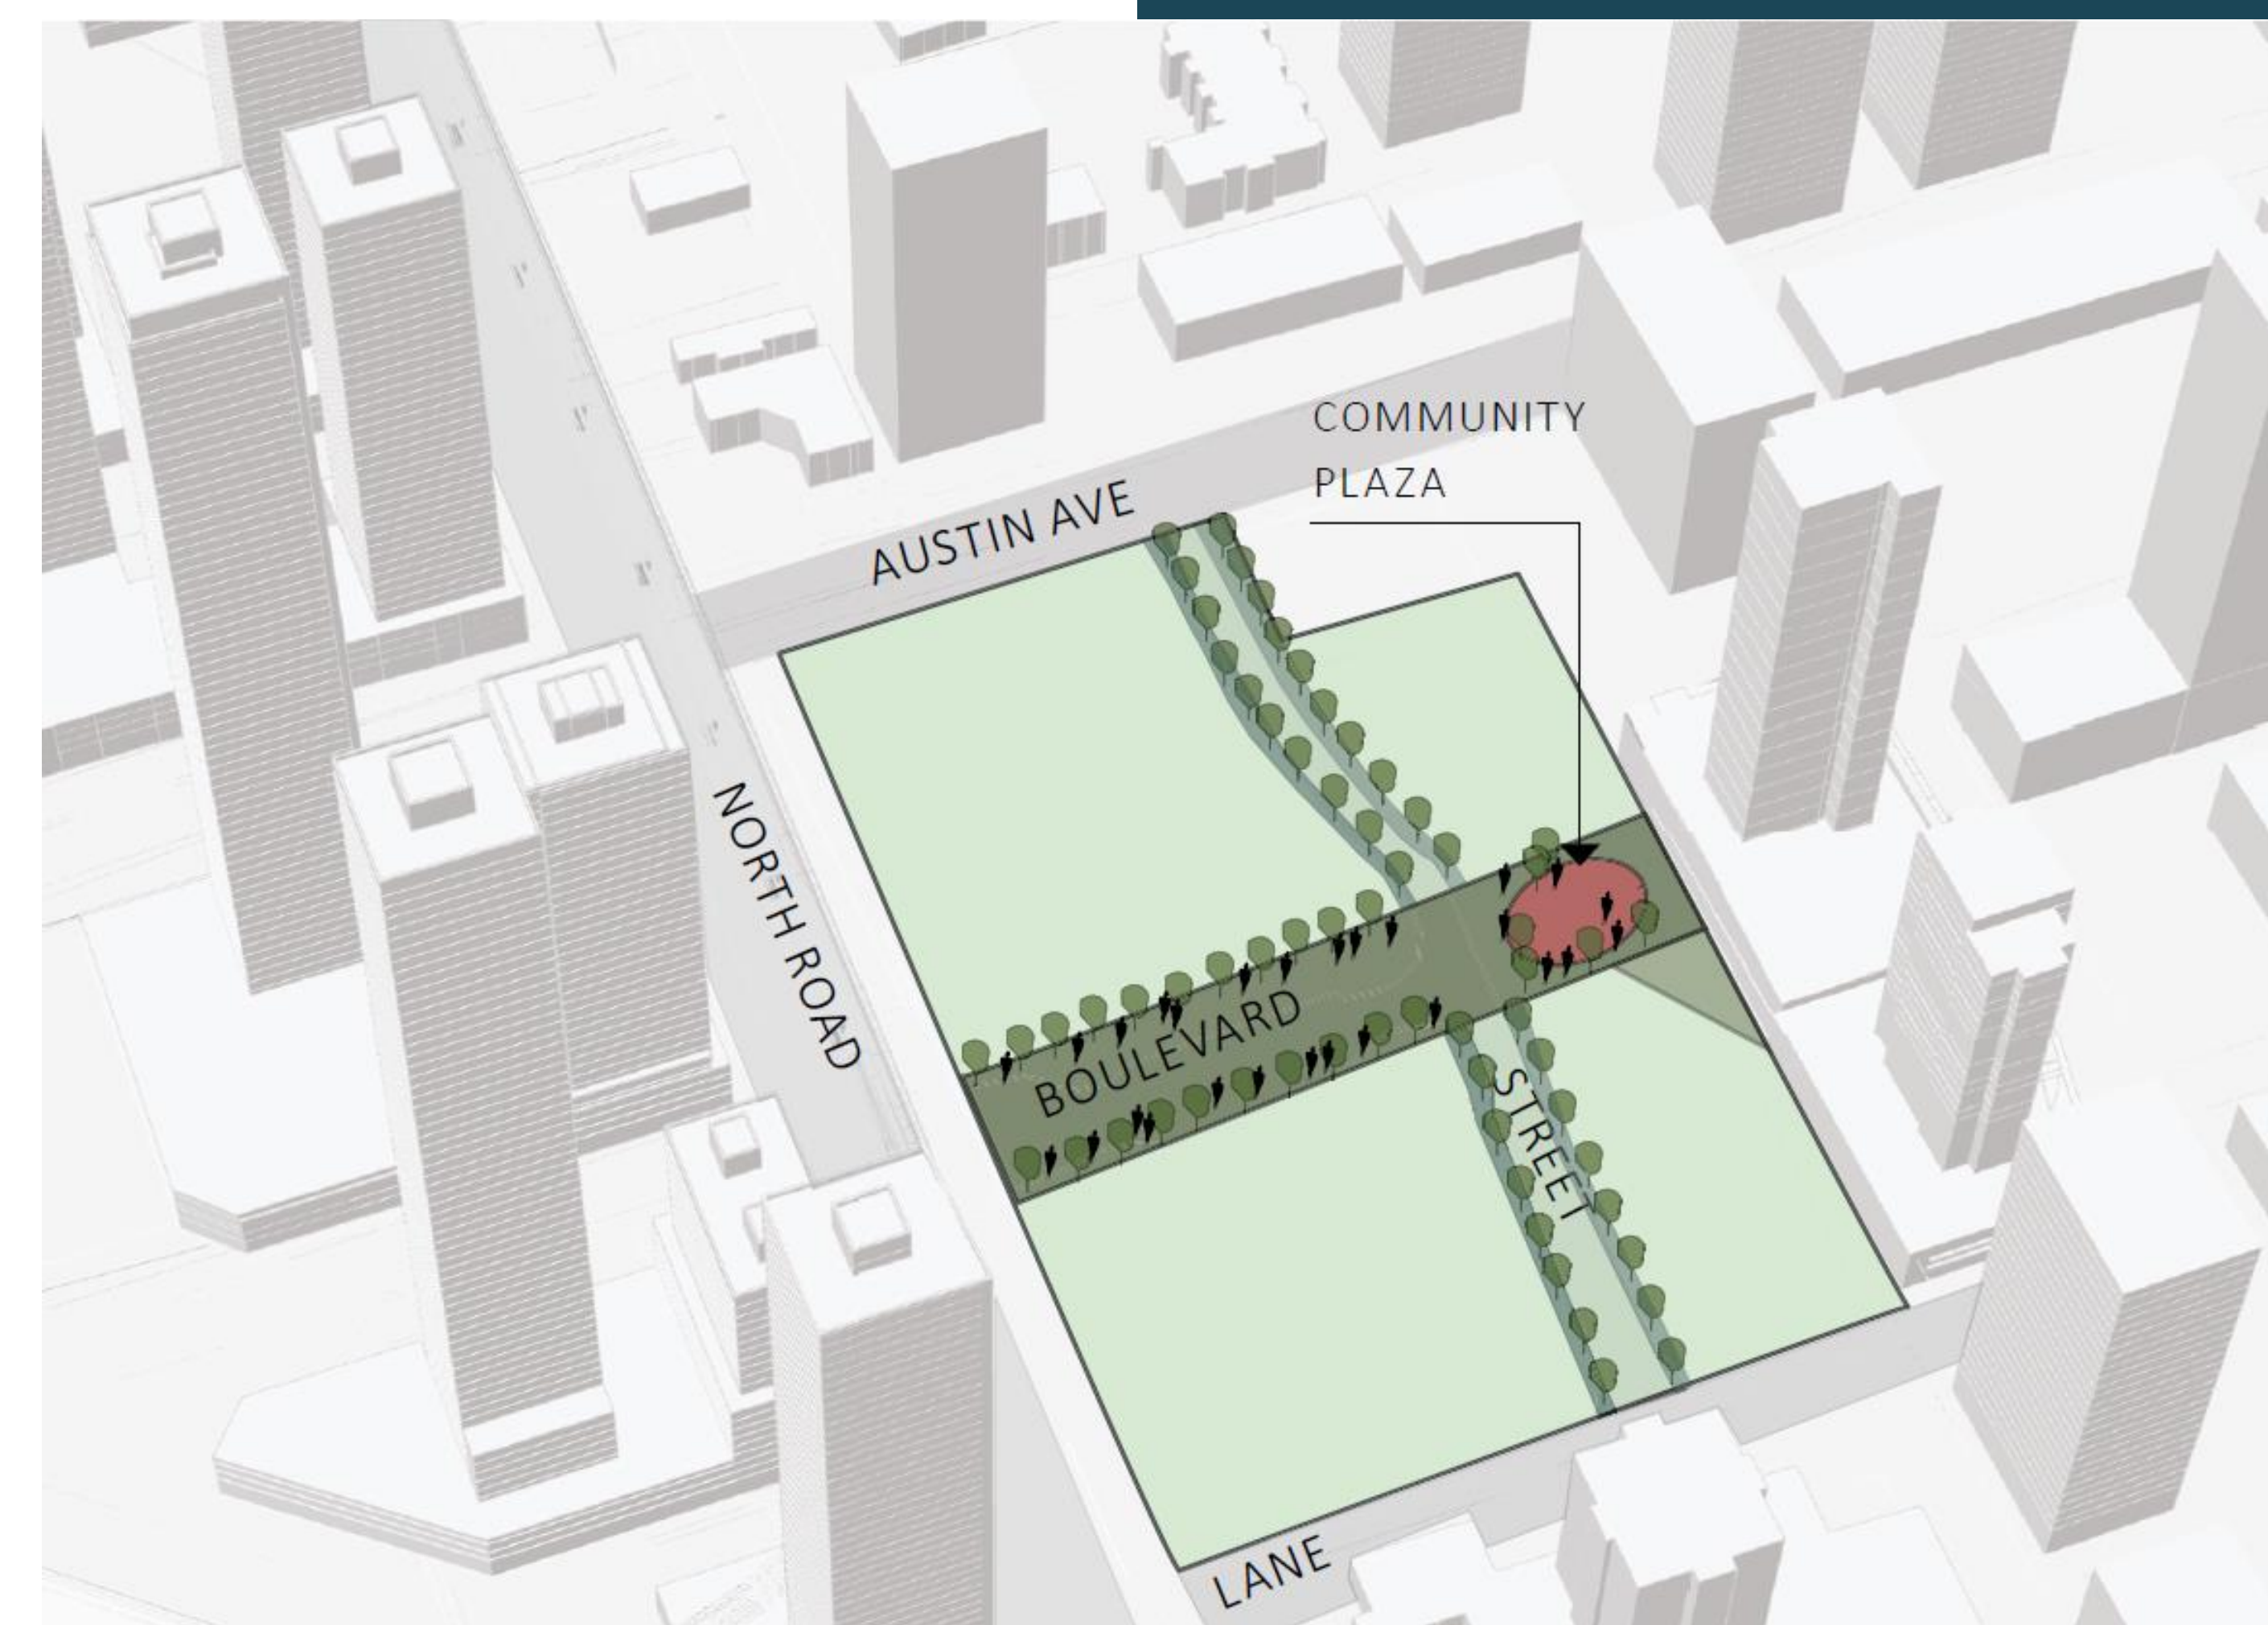 COMMUNITY
PLAZA
AUSTIN AVE
NORTH ROAD
BOULEVARD
STREET
LANE